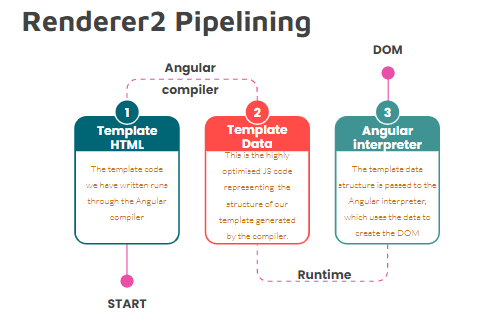 Renderer2 Pipelining
DOM
Angular
compiler
1
Template
HTML
The template code
we have written runs
through the Angular
compiler
2
Template
Data
This is the highly
optimised JS code
representing the
structure of our
template generated
by the compiler.
3
Angular
interpreter
The template data
structure is passed to the
Angular interpreter,
which uses the data to
create the DOM
Runtime
START